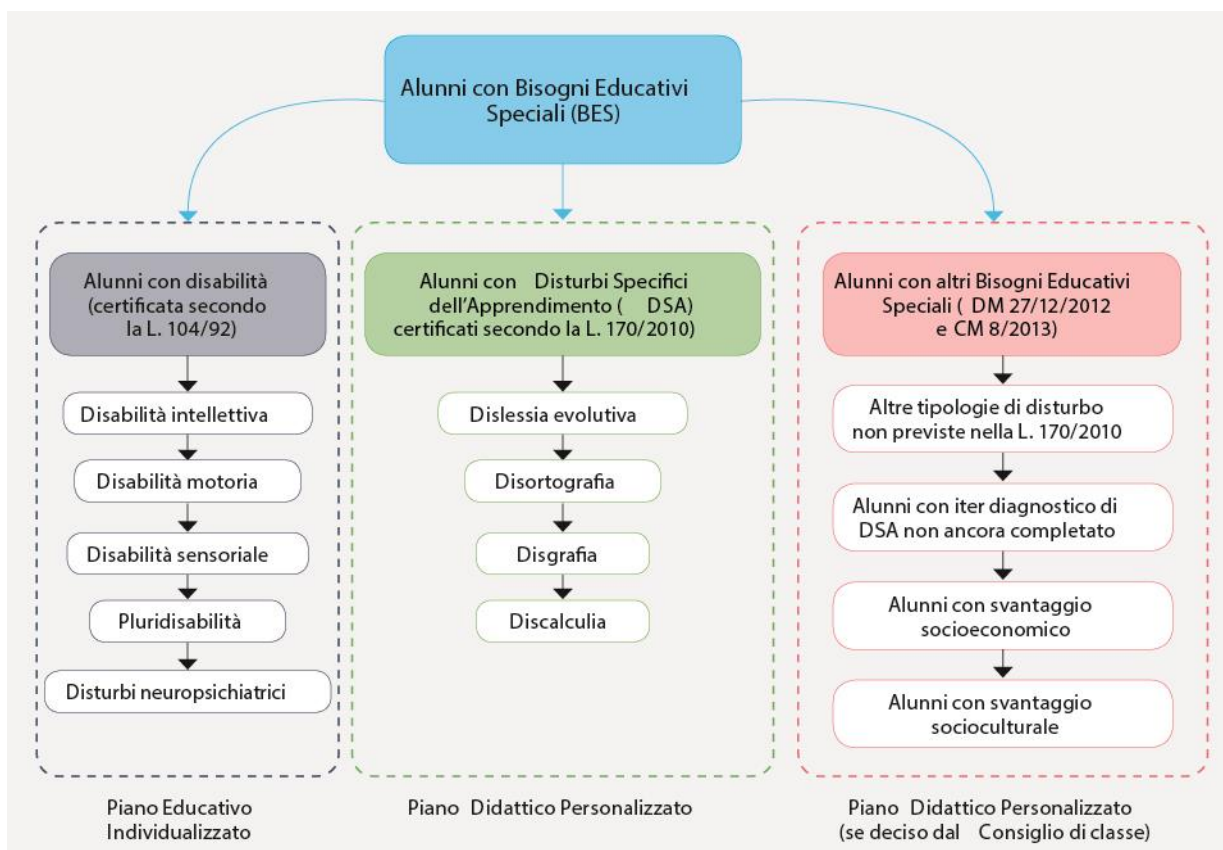 Alunni con Bisogni Educativi
Speciali (BES)
Alunni con disabilità
(certificata secondo
la L. 104/92)
Disabilità intellettiva
Disabilità motoria
Disabilità sensoriale
Pluridisabilità
Disturbi neuropsichiatrici
Piano Educativo
Individualizzato
Alunni con Disturbi Specifici
dell'Apprendimento ( DSA)
certificati secondo la L. 170/2010)
Dislessia evolutiva
Disortografia
Disgrafia
Discalculia
Piano Didattico Personalizzato
Alunni con altri Bisogni Educativi
Speciali ( DM 27/12/2012
e CM 8/2013)
Altre tipologie di disturbo
non previste nella L. 170/2010
Alunni con iter diagnostico di
DSA non ancora completato
Alunni con svantaggio
socioeconomico
Alunni con svantaggio
socioculturale
Piano Didattico Personalizzato
(se deciso dal Consiglio di classe)